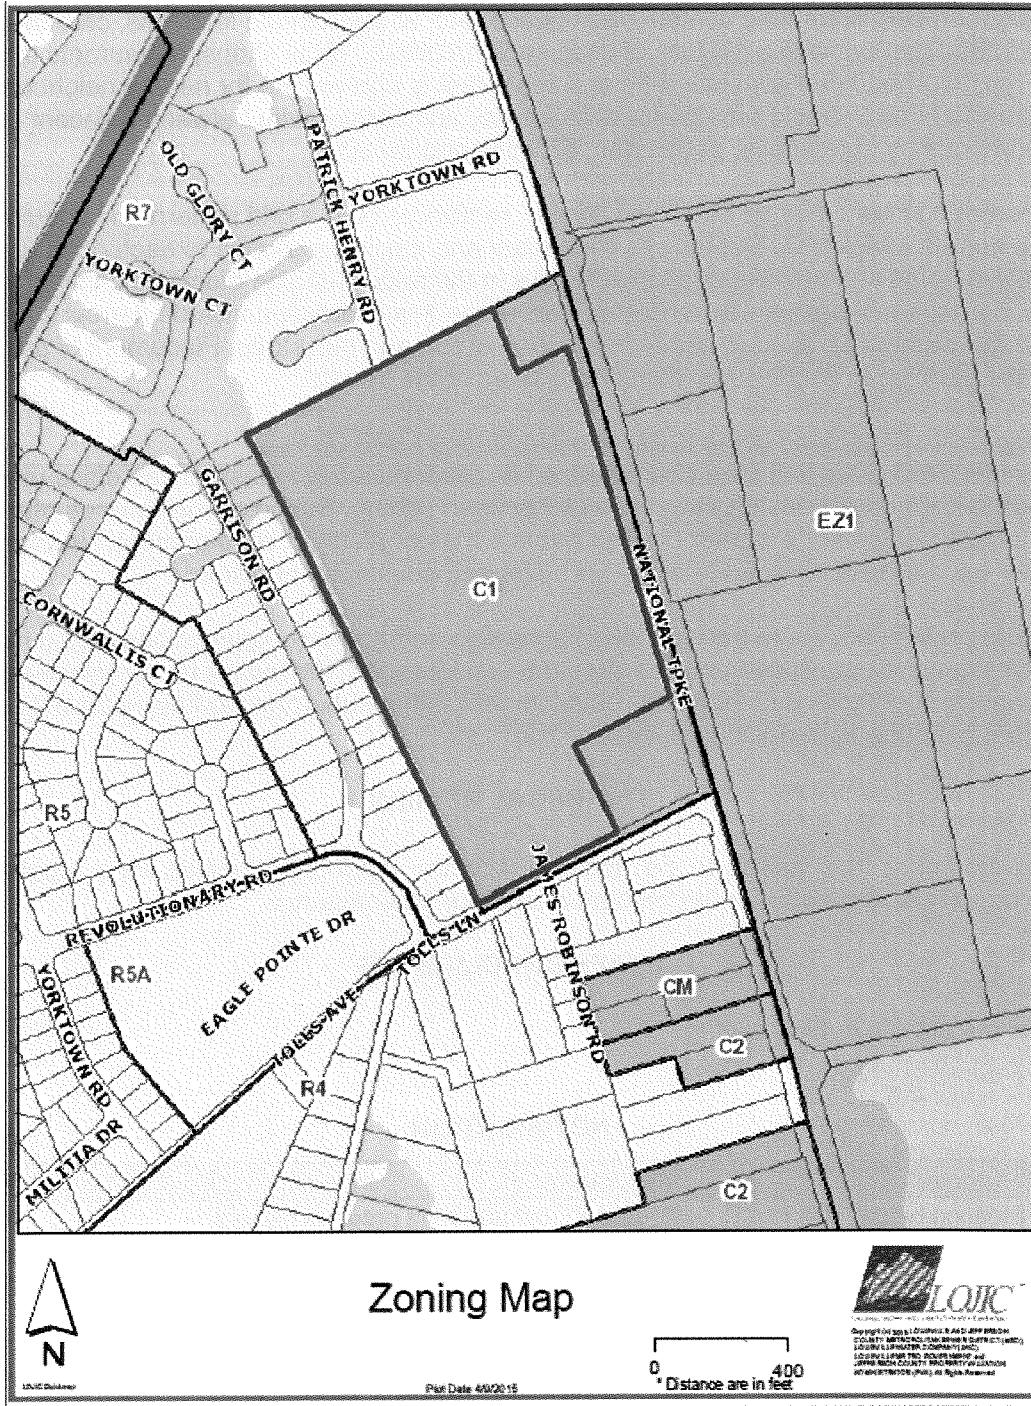 PATRICK HENRY RD
OLD GLORY CT
YORKTOWN RD
R7
YORKTOWN CT
GARRISON RD
EZ1
NATIONAL TPKE
C1
CORNWALLIS CT
R5
JAMES ROBINSON RD
REVOLUTIONARY RD
EAGLE POINTE DR
TOLLS LN
R5A
YORKTOWN RD
CM
TOLLS AVE
C2
R4
MILITIA DR
C2
Zoning Map
N
LOJIC
0 400
* Distance are in feet
Plot Date 4/9/2015